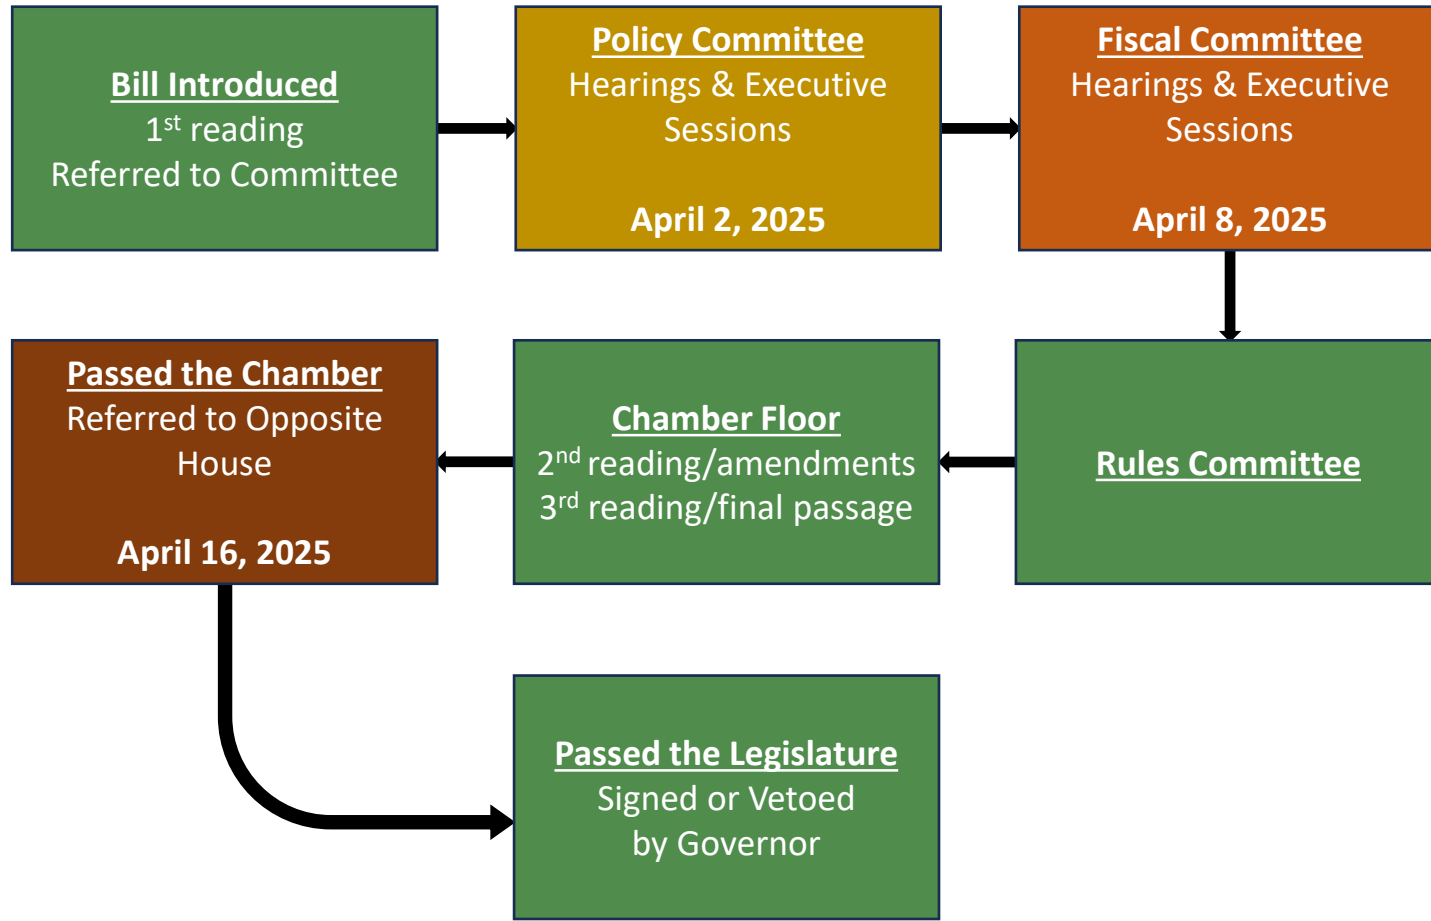 Bill Introduced
1st reading
Referred to Committee
Policy Committee
Hearings & Executive
Sessions
April 2, 2025
Fiscal Committee
Hearings & Executive
Sessions
April 8, 2025
Rules Committee
Chamber Floor
2nd reading/amendments
3rd reading/final passage
Passed the Chamber
Referred to Opposite
House
April 16, 2025
Passed the Legislature
Signed or Vetoed
by Governor